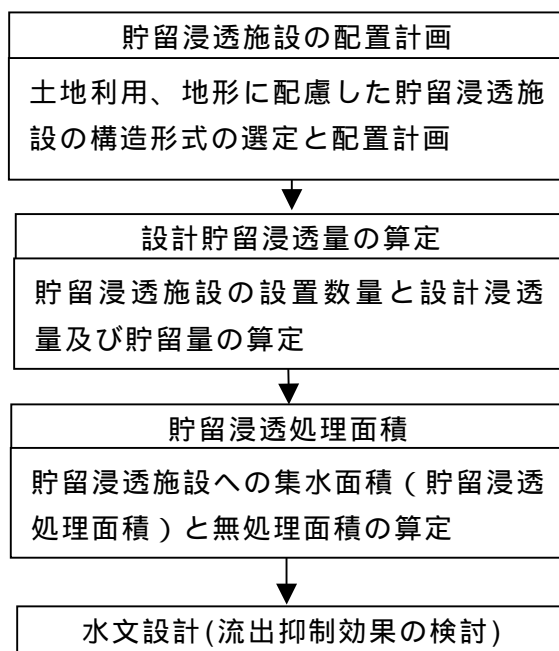 貯留浸透施設の配置計画
土地利用、地形に配慮した貯留浸透施
設の構造形式の選定と配置計画
設計貯留浸透量の算定
貯留浸透施設の設置数量と設計浸透
量及び貯留量の算定
貯留浸透処理面積
貯留浸透施設への集水面積（貯留浸透
処理面積）と無処理面積の算定
水文設計(流出抑制効果の検討)